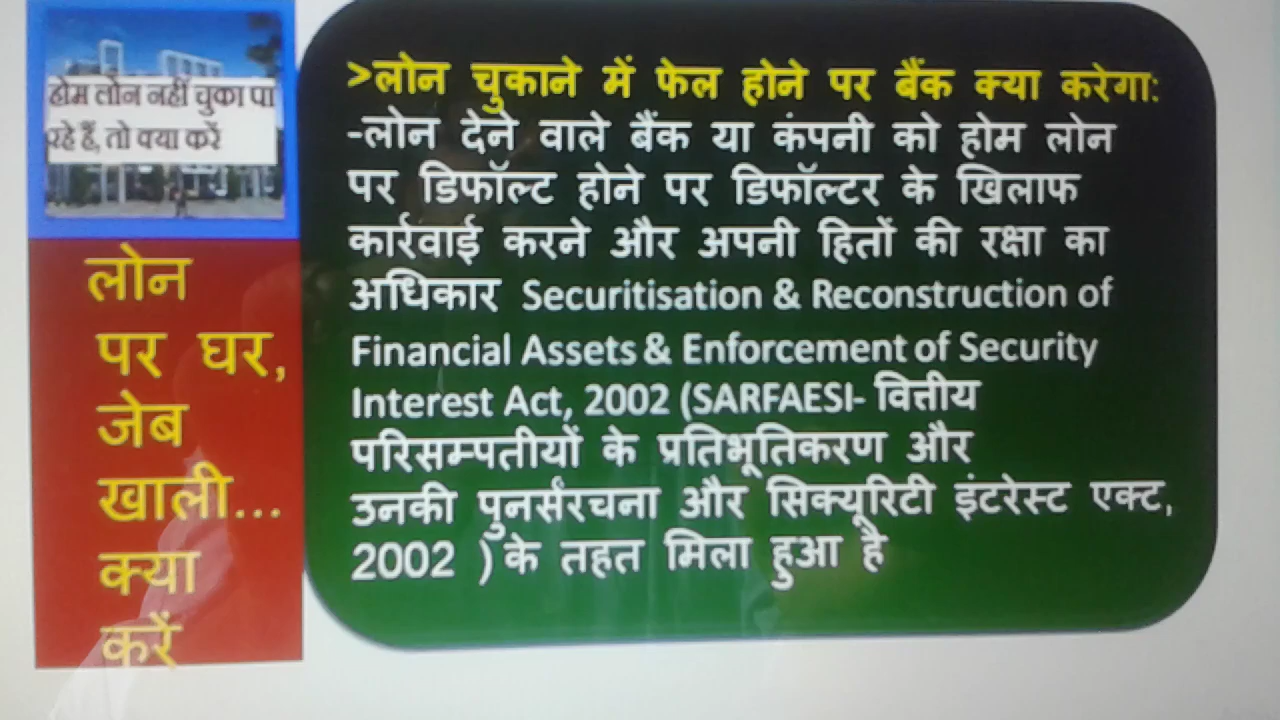 होम लोन नहीं चुका पा
रहे हैं, तो क्या करें
लोन
पर घर,
जेब
खाली...
क्या
करें
>लोन चुकाने में फेल होने पर बैंक क्या करेगा:
-लोन देने वाले बैंक या कंपनी को होम लोन
पर डिफॉल्ट होने पर डिफॉल्टर के खिलाफ
कार्रवाई करने और अपनी हितों की रक्षा का
अधिकार Securitisation & Reconstruction of
Financial Assets & Enforcement of Security
Interest Act, 2002 (SARFAESI- वित्तीय
परिसम्पतीयों के प्रतिभूतिकरण और
उनकी पुनर्संरचना और सिक्यूरिटी इंटरेस्ट एक्ट,
2002 ) के तहत मिला हुआ है